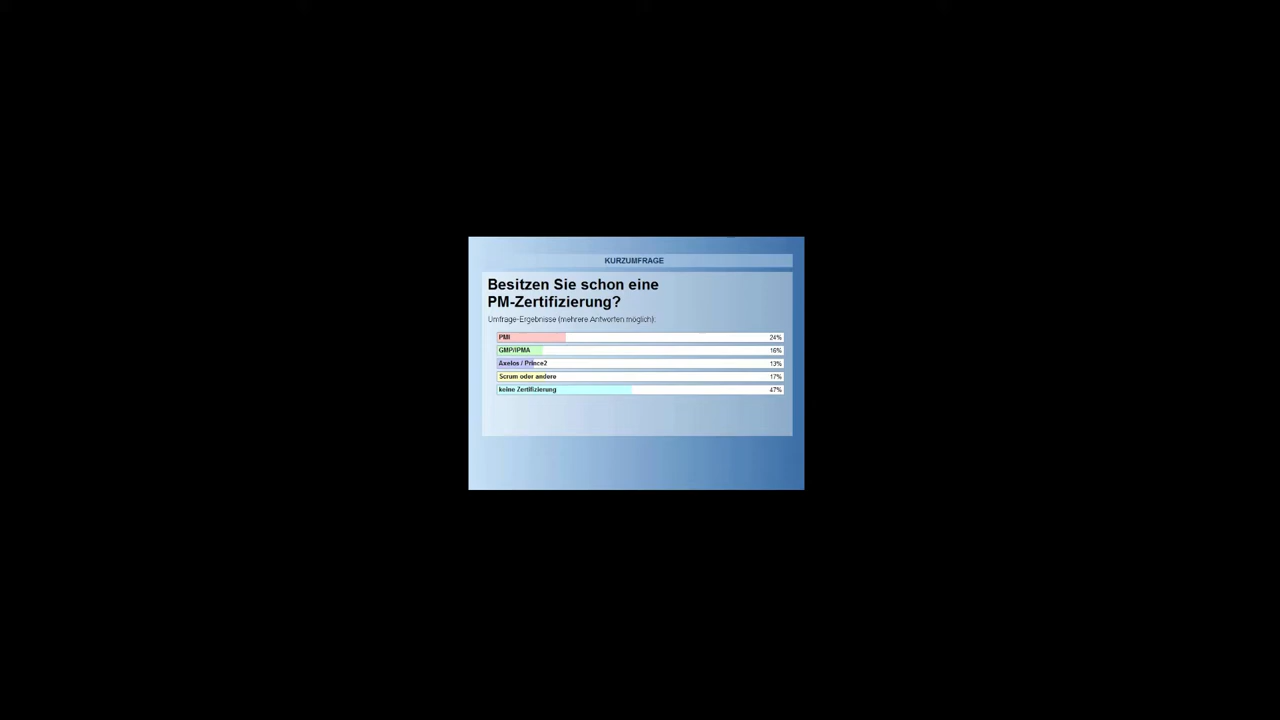 KURZUMFRAGE
Besitzen Sie schon eine
PM-Zertifizierung?
Umfrage-Ergebnisse (mehrere Antworten möglich):
PMI 24%
GMP/IPMA 16%
Axelos / Prince2 13%
Scrum oder andere 17%
keine Zertifizierung 47%